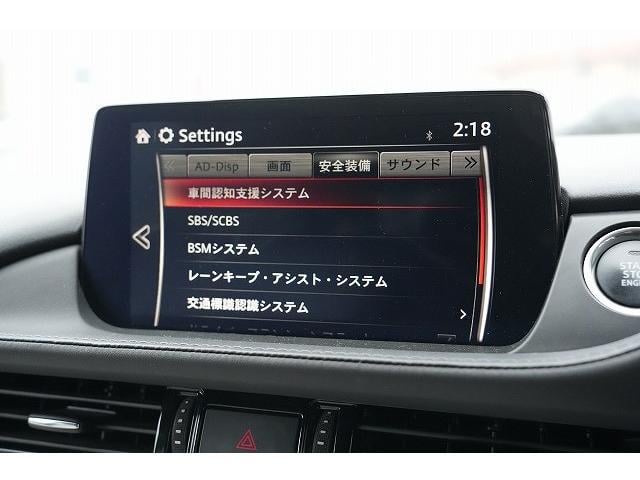 Settings
2:18
AD-Disp 画面 安全装備 サウンド
車間認知支援システム
SBS/SCBS
BSMシステム
レーンキープ・アシスト・システム
交通標識認識システム
START
STOP
ENGINE